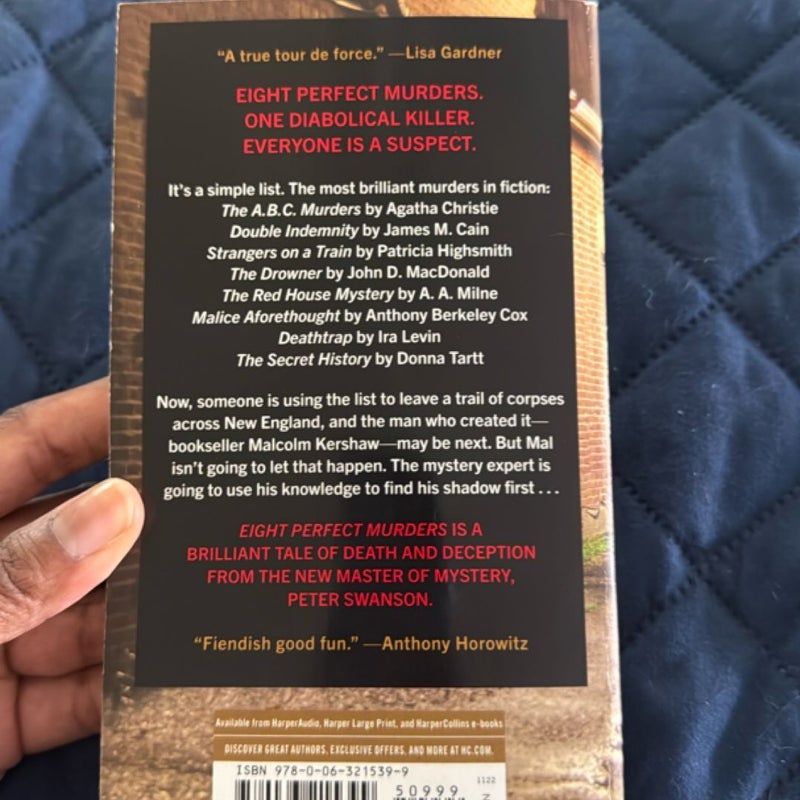 “A true tour de force.” —Lisa Gardner
EIGHT PERFECT MURDERS.
ONE DIABOLICAL KILLER.
EVERYONE IS A SUSPECT.
It’s a simple list. The most brilliant murders in fiction:
The A.B.C. Murders by Agatha Christie
Double Indemnity by James M. Cain
Strangers on a Train by Patricia Highsmith
The Drowner by John D. MacDonald
The Red House Mystery by A. A. Milne
Malice Aforethought by Anthony Berkeley Cox
Deathtrap by Ira Levin
The Secret History by Donna Tartt
Now, someone is using the list to leave a trail of corpses
across New England, and the man who created it—
bookseller Malcolm Kershaw—may be next. But Mal
isn’t going to let that happen. The mystery expert is
going to use his knowledge to find his shadow first . . .
EIGHT PERFECT MURDERS IS A
BRILLIANT TALE OF DEATH AND DECEPTION
FROM THE NEW MASTER OF MYSTERY,
PETER SWANSON.
“Fiendish good fun.” —Anthony Horowitz
Available from HarperAudio, Harper Large Print, and HarperCollins e-books
DISCOVER GREAT AUTHORS, EXCLUSIVE OFFERS, AND MORE AT HC.COM.
ISBN 978-0-06-321539-9
50999
1122